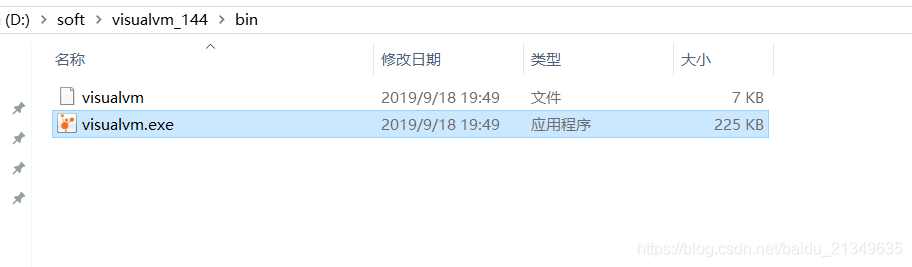 (D:) > soft > visualvm_144 > bin
名称 修改日期 类型 大小
visualvm 2019/9/18 19:49 文件 7 KB
visualvm.exe 2019/9/18 19:49 应用程序 225 KB
https://blog.csdn.net/baidu_21349635